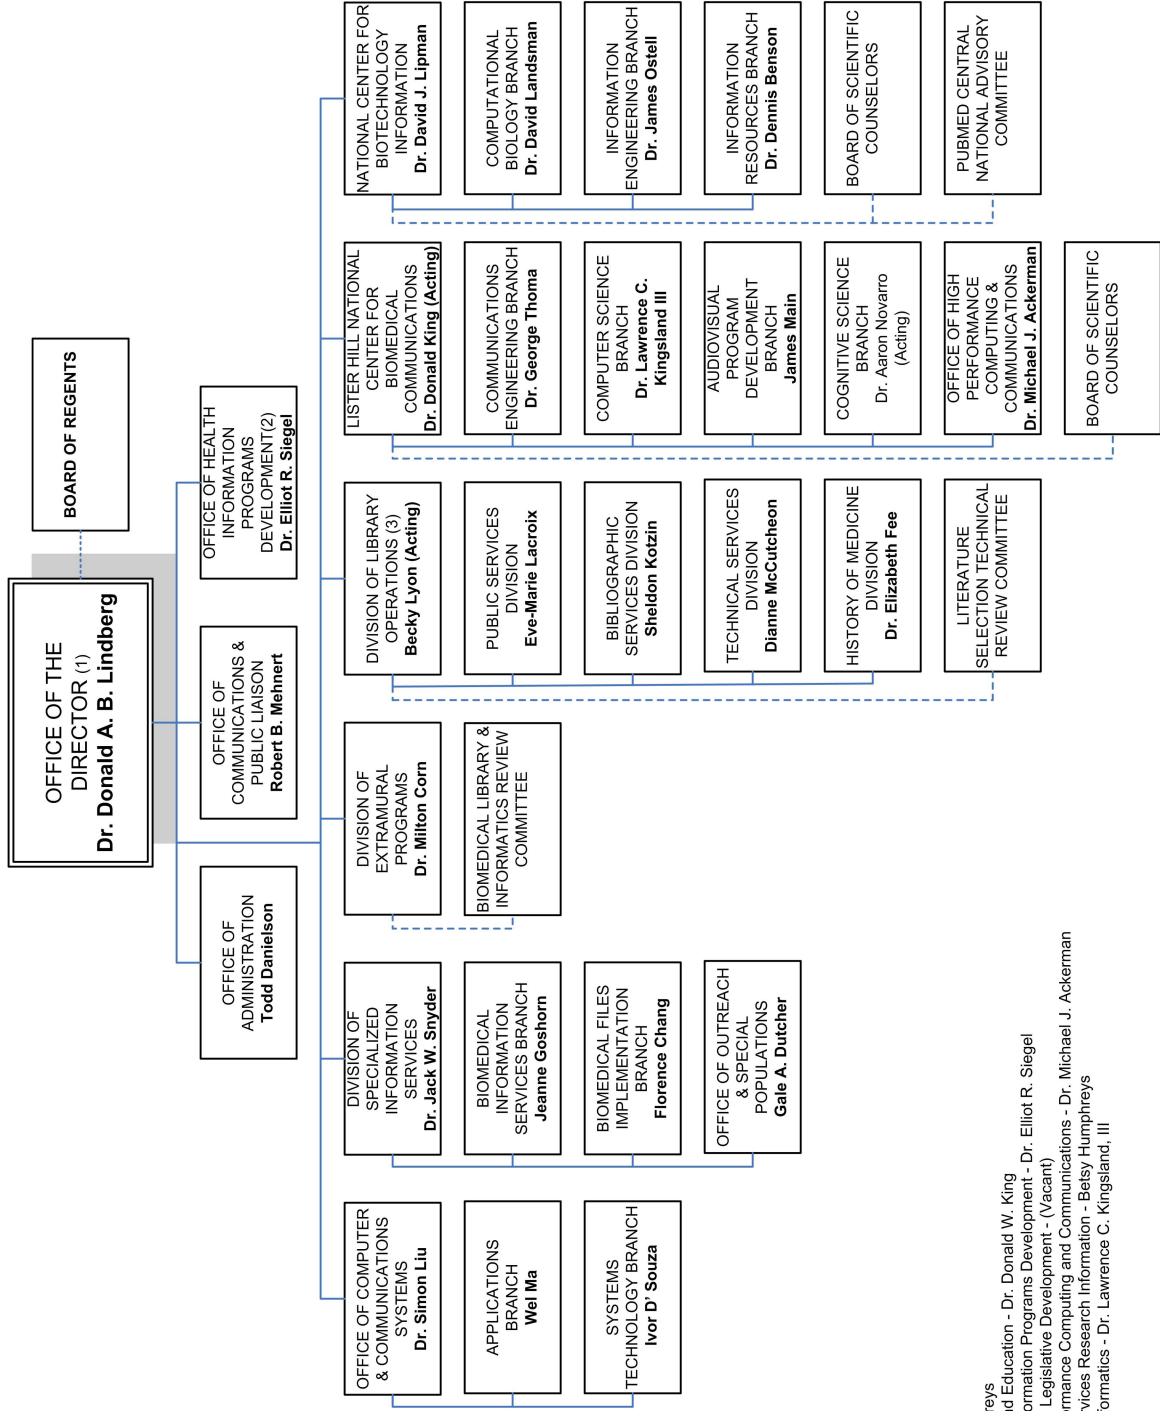 OFFICE OF THE
DIRECTOR (1)
Dr. Donald A. B. Lindberg
BOARD OF REGENTS
OFFICE OF
ADMINISTRATION
Todd Danielson
OFFICE OF
COMMUNICATIONS &
PUBLIC LIAISON
Robert B. Mehnert
OFFICE OF HEALTH
INFORMATION
PROGRAMS
DEVELOPMENT(2)
Dr. Elliot R. Siegel
OFFICE OF COMPUTER
& COMMUNICATIONS
SYSTEMS
Dr. Simon Liu
APPLICATIONS
BRANCH
Wel Ma
SYSTEMS
TECHNOLOGY BRANCH
Ivor D' Souza
DIVISION OF
SPECIALIZED
INFORMATION
SERVICES
Dr. Jack W. Snyder
BIOMEDICAL
INFORMATION
SERVICES BRANCH
Jeanne Goshorn
BIOMEDICAL FILES
IMPLEMENTATION
BRANCH
Florence Chang
OFFICE OF OUTREACH
& SPECIAL
POPULATIONS
Gale A. Dutcher
DIVISION OF
EXTRAMURAL
PROGRAMS
Dr. Milton Corn
BIOMEDICAL LIBRARY &
INFORMATICS REVIEW
COMMITTEE
DIVISION OF LIBRARY
OPERATIONS (3)
Becky Lyon (Acting)
PUBLIC SERVICES
DIVISION
Eve-Marie Lacroix
BIBLIOGRAPHIC
SERVICES DIVISION
Sheldon Kotzin
TECHNICAL SERVICES
DIVISION
Dianne McCutcheon
HISTORY OF MEDICINE
DIVISION
Dr. Elizabeth Fee
LITERATURE
SELECTION TECHNICAL
REVIEW COMMITTEE
LISTER HILL NATIONAL
CENTER FOR
BIOMEDICAL
COMMUNICATIONS
Dr. Donald King (Acting)
COMMUNICATIONS
ENGINEERING BRANCH
Dr. George Thoma
COMPUTER SCIENCE
BRANCH
Dr. Lawrence C.
Kingsland III
AUDIOVISUAL
PROGRAM
DEVELOPMENT
BRANCH
James Main
COGNITIVE SCIENCE
BRANCH
Dr. Aaron Novarro
(Acting)
OFFICE OF HIGH
PERFORMANCE
COMPUTING &
COMMUNICATIONS
Dr. Michael J. Ackerman
BOARD OF SCIENTIFIC
COUNSELORS
NATIONAL CENTER FOR
BIOTECHNOLOGY
INFORMATION
Dr. David J. Lipman
COMPUTATIONAL
BIOLOGY BRANCH
Dr. David Landsman
INFORMATION
ENGINEERING BRANCH
Dr. James Ostell
INFORMATION
RESOURCES BRANCH
Dr. Dennis Benson
BOARD OF SCIENTIFIC
COUNSELORS
PUBMED CENTRAL
NATIONAL ADVISORY
COMMITTEE
reys
nd Education - Dr. Donald W. King
ormation Programs Development - Dr. Elliot R. Siegel
Legislative Development - (Vacant)
rmance Computing and Communications - Dr. Michael J. Ackerman
rvices Research Information - Betsy Humphreys
formatics - Dr. Lawrence C. Kingsland, III